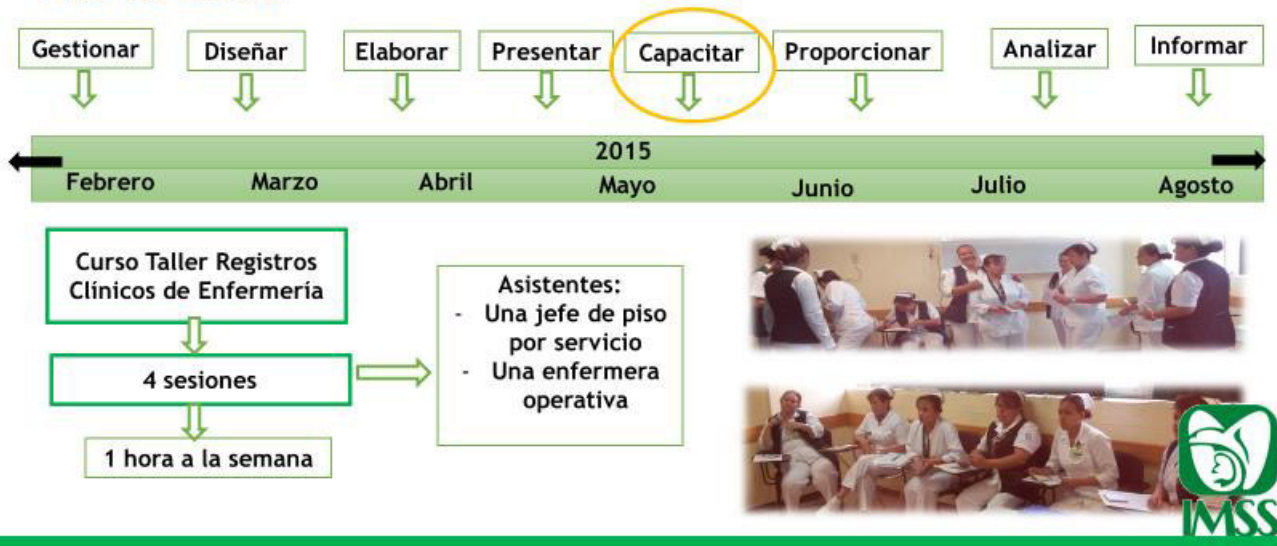 Gestionar
Diseñar
Elaborar
Presentar
Capacitar
Proporcionar
Analizar
Informar
2015
Febrero
Marzo
Abril
Mayo
Junio
Julio
Agosto
Curso Taller Registros
Clínicos de Enfermería
4 sesiones
1 hora a la semana
Asistentes:
- Una jefe de piso
por servicio
- Una enfermera
operativa
IMSS